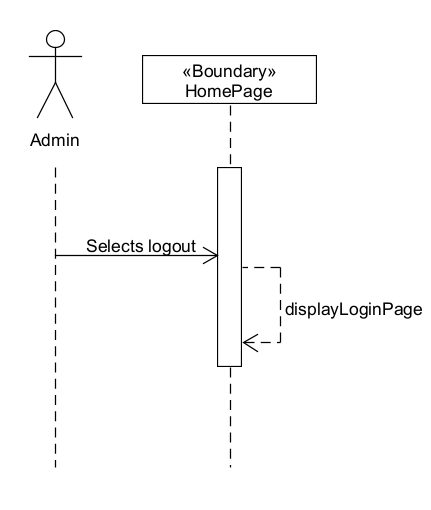 «Boundary»
HomePage
Admin
Selects logout
displayLoginPage